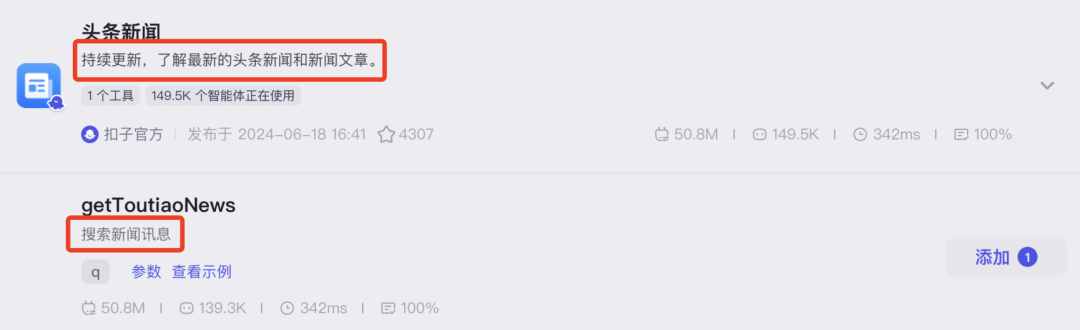 头条新闻
持续更新，了解最新的头条新闻和新闻文章。
1 个工具 149.5K 个智能体正在使用
扣子官方 发布于 2024-06-18 16:41 4307 50.8M 149.5K 342ms 100%
getToutiaoNews
搜索新闻讯息
添加 1
q 参数 查看示例
50.8M 139.3K 342ms 100%